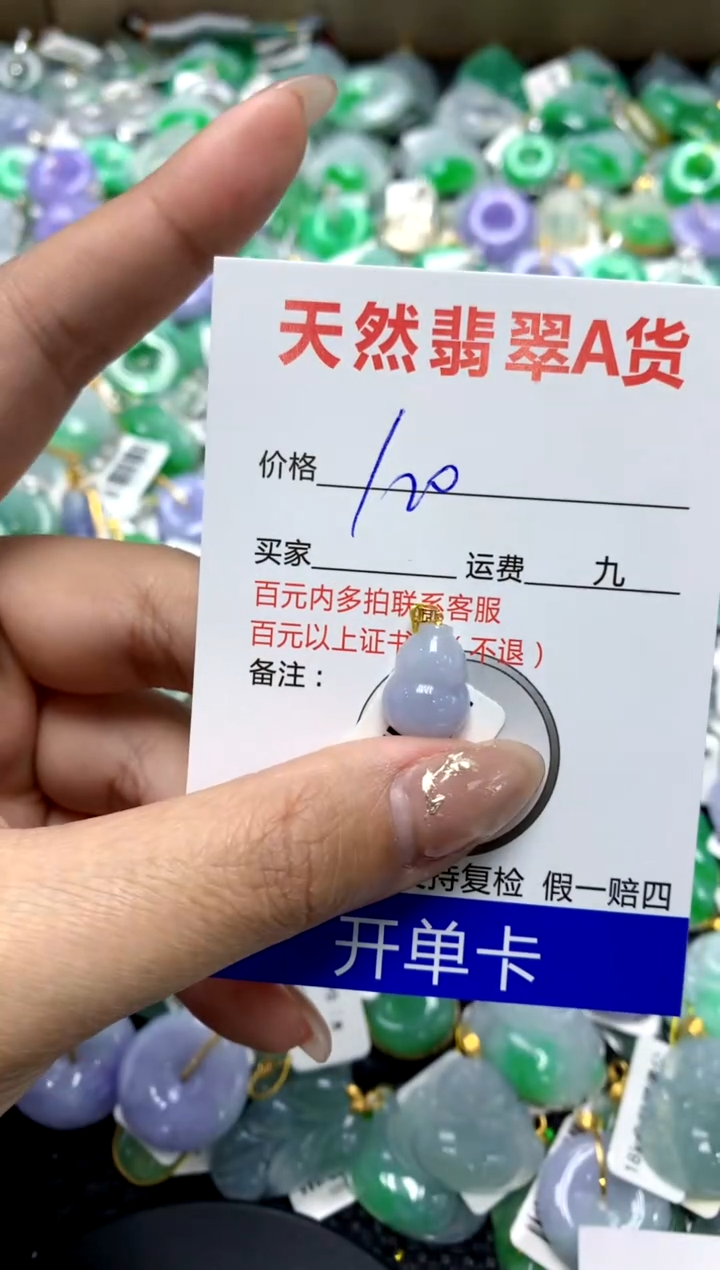 天然翡翠A货
价格 120
买家 运费 九
百元内多拍联系客服
百元以上证书 不退）
备注：
持复检 假一赔四
开单卡